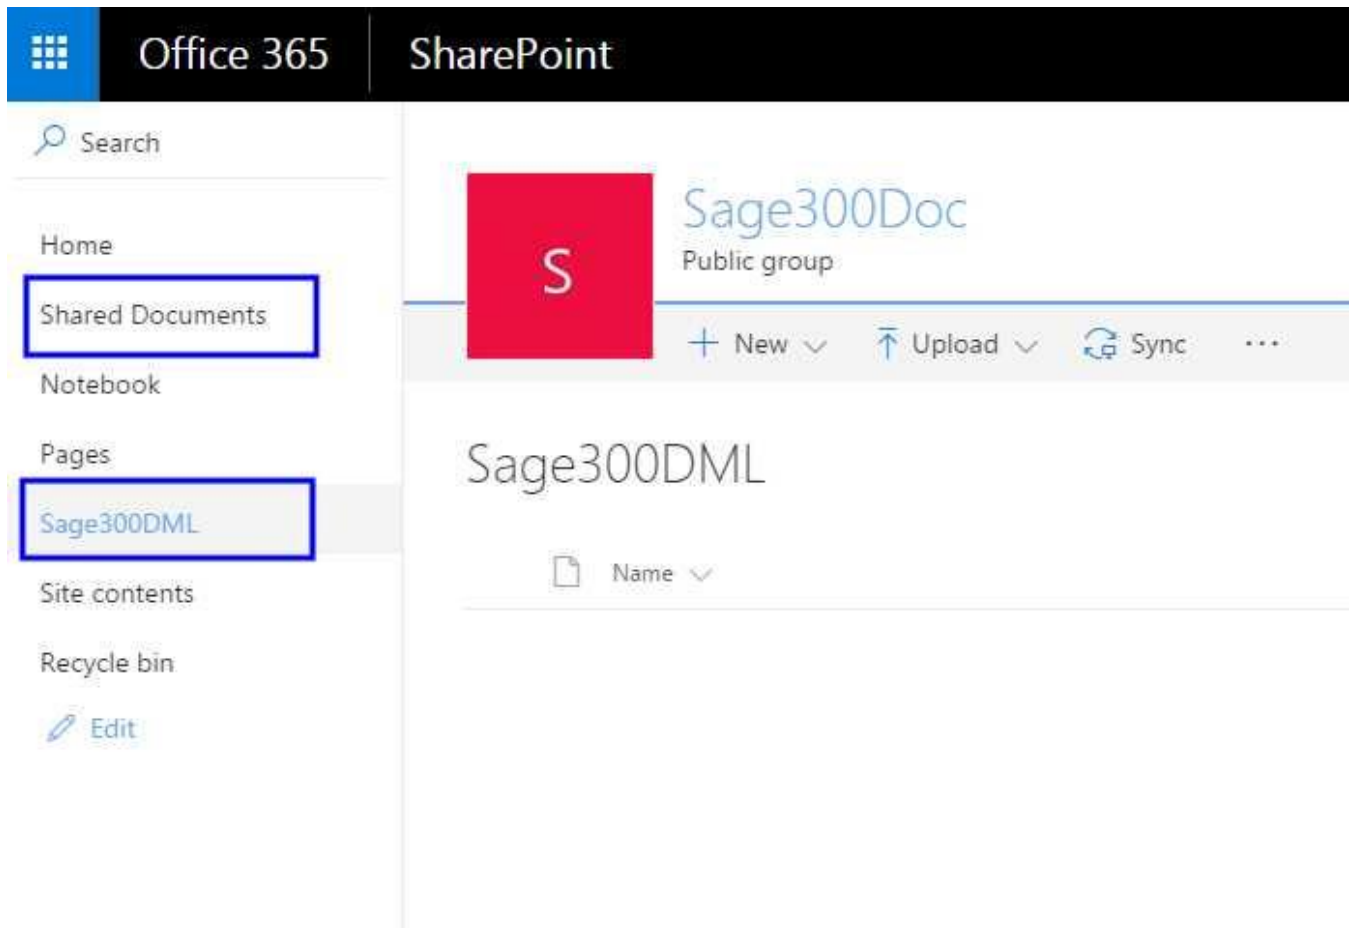 Office 365 SharePoint
Search
Home
Shared Documents
Notebook
Pages
Sage300DML
Site contents
Recycle bin
Edit
S
Sage300Doc
Public group
New Upload Sync ...
Sage300DML
Name